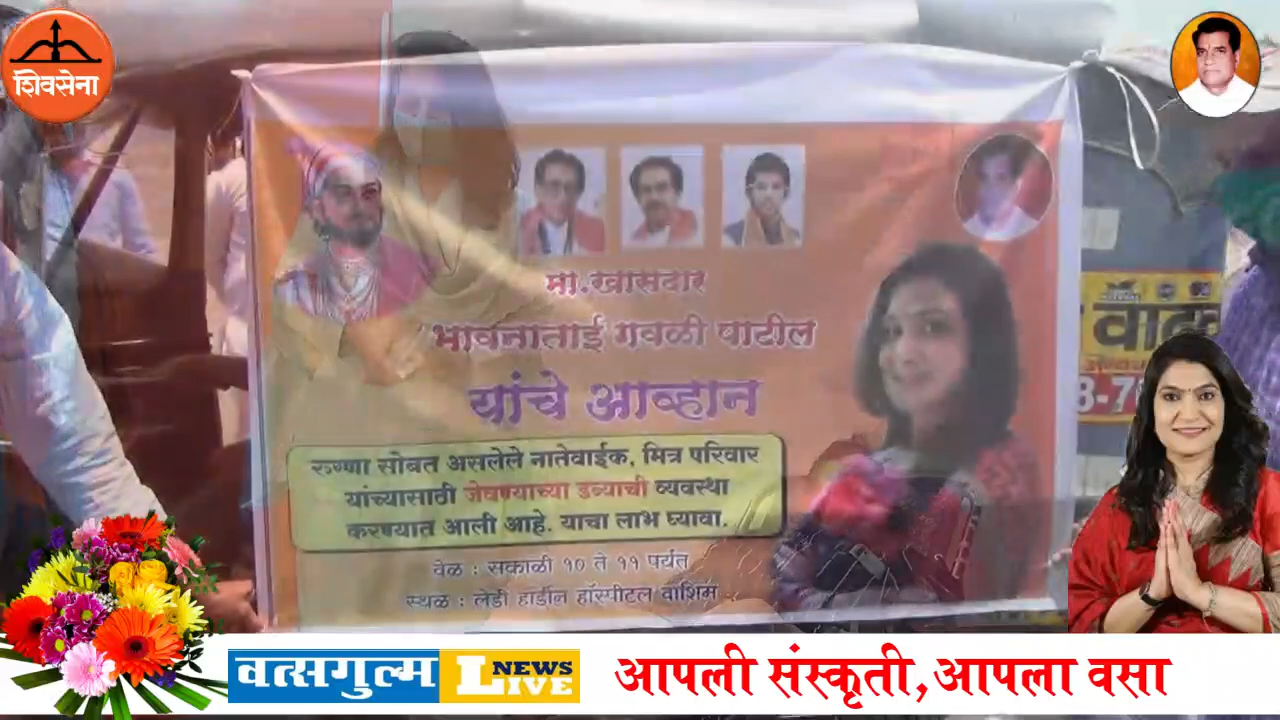 शिवसेना
मा.खासदार
भावनाताई गवळी पाटील
यांचे आव्हान
रुग्णा सोबत असलेले नातेवाईक, मित्र परिवार
यांच्यासाठी जेवण्याच्या डब्याची व्यवस्था
करण्यात आली आहे. याचा लाभ घ्यावा.
वेळ : सकाळी १० ते ११ पर्यंत
स्थळ : लेडी हार्डीन हॉस्पीटल वाशिम
वत्सगुल्म LIVE NEWS
आपली संस्कृती,आपला वसा